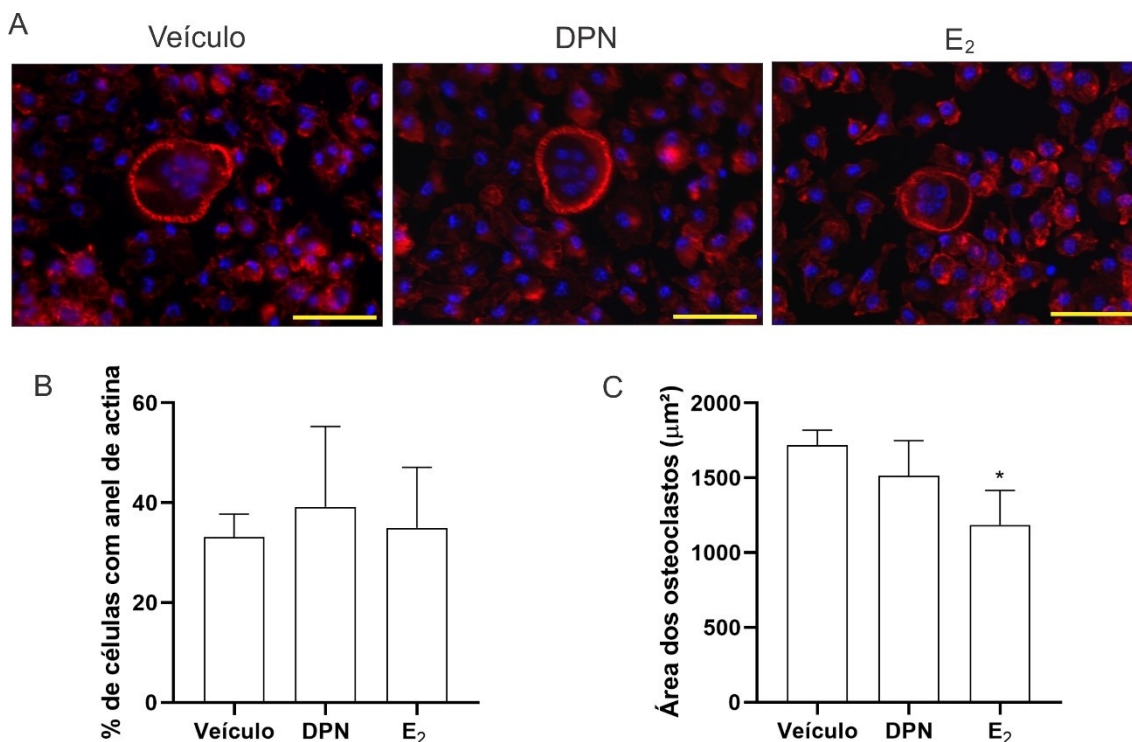 A
Veículo
DPN
E₂
B
% de células com anel de actina
60
40
20
0
Veículo
DPN
E₂
C
Área dos osteoclastos (µm²)
2000
1500
1000
500
0
*
Veículo
DPN
E₂